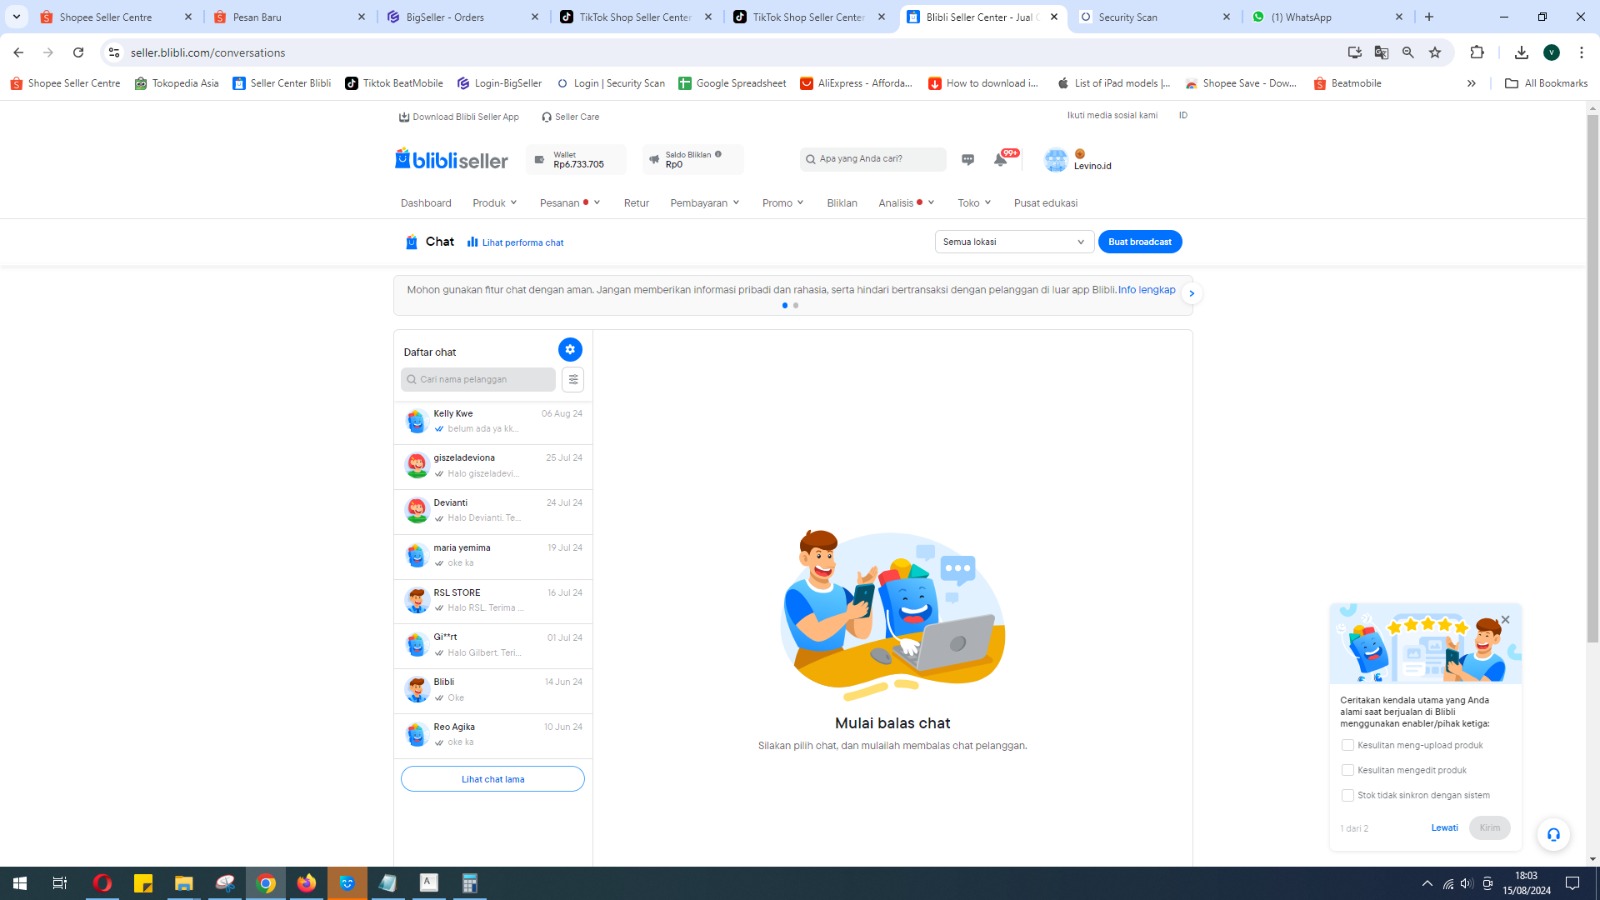 Shopee Seller Centre
Pesan Baru
BigSeller - Orders
TikTok Shop Seller Center
TikTok Shop Seller Center
Blibli Seller Center - Jual
Security Scan
(1) WhatsApp
seller.blibli.com/conversations
Shopee Seller Centre
Tokopedia Asia
Seller Center Blibli
Tiktok BeatMobile
Login-BigSeller
Login | Security Scan
Google Spreadsheet
AliExpress - Afforda...
How to download i...
List of iPad models |...
Shopee Save - Dow...
Beatmobile
All Bookmarks
Download Blibli Seller App
Seller Care
Ikuti media sosial kami
ID
blibli seller
Wallet
Rp6.733.705
Saldo Bliklan
Rp0
Apa yang Anda cari?
99+
Levino.id
Dashboard
Produk
Pesanan
Retur
Pembayaran
Promo
Bliklan
Analisis
Toko
Pusat edukasi
Chat
Lihat performa chat
Semua lokasi
Buat broadcast
Mohon gunakan fitur chat dengan aman. Jangan memberikan informasi pribadi dan rahasia, serta hindari bertransaksi dengan pelanggan di luar app Blibli. Info lengkap
Daftar chat
Cari nama pelanggan
Kelly Kwe
06 Aug 24
belum ada ya kk...
giszeladeviona
25 Jul 24
Halo giszeladevi...
Devianti
24 Jul 24
Halo Devianti. Te...
maria yemima
19 Jul 24
oke ka
RSL STORE
16 Jul 24
Halo RSL. Terima ...
Gi**rt
01 Jul 24
Halo Gilbert. Teri...
Blibli
14 Jun 24
Oke
Reo Agika
10 Jun 24
oke ka
Lihat chat lama
Mulai balas chat
Silakan pilih chat, dan mulailah membalas chat pelanggan.
Ceritakan kendala utama yang Anda
alami saat berjualan di Blibli
menggunakan enabler/pihak ketiga:
Kesulitan meng-upload produk
Kesulitan mengedit produk
Stok tidak sinkron dengan sistem
1 dari 2
Lewati
Kirim
18:03
15/08/2024